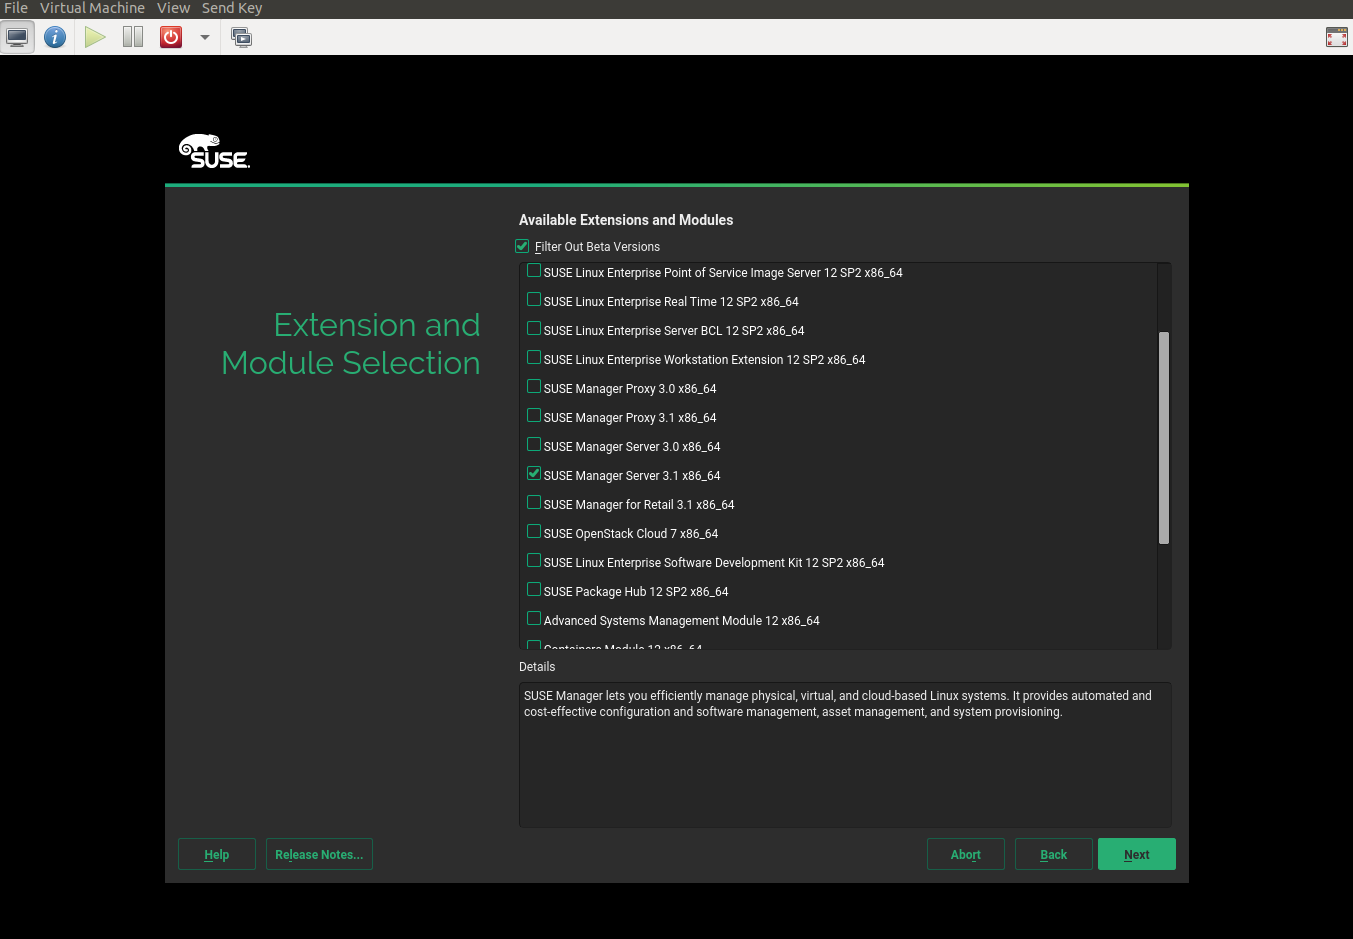 File Virtual Machine View Send Key
SUSE
Available Extensions and Modules
Filter Out Beta Versions
Extension and
Module Selection
SUSE Linux Enterprise Point of Service Image Server 12 SP2 x86_64
SUSE Linux Enterprise Real Time 12 SP2 x86_64
SUSE Linux Enterprise Server BCL 12 SP2 x86_64
SUSE Linux Enterprise Workstation Extension 12 SP2 x86_64
SUSE Manager Proxy 3.0 x86_64
SUSE Manager Proxy 3.1 x86_64
SUSE Manager Server 3.0 x86_64
SUSE Manager Server 3.1 x86_64
SUSE Manager for Retail 3.1 x86_64
SUSE OpenStack Cloud 7 x86_64
SUSE Linux Enterprise Software Development Kit 12 SP2 x86_64
SUSE Package Hub 12 SP2 x86_64
Advanced Systems Management Module 12 x86_64
Containers Module 12 x86_64
Details
SUSE Manager lets you efficiently manage physical, virtual, and cloud-based Linux systems. It provides automated and
cost-effective configuration and software management, asset management, and system provisioning.
Help Release Notes... Abort Back Next